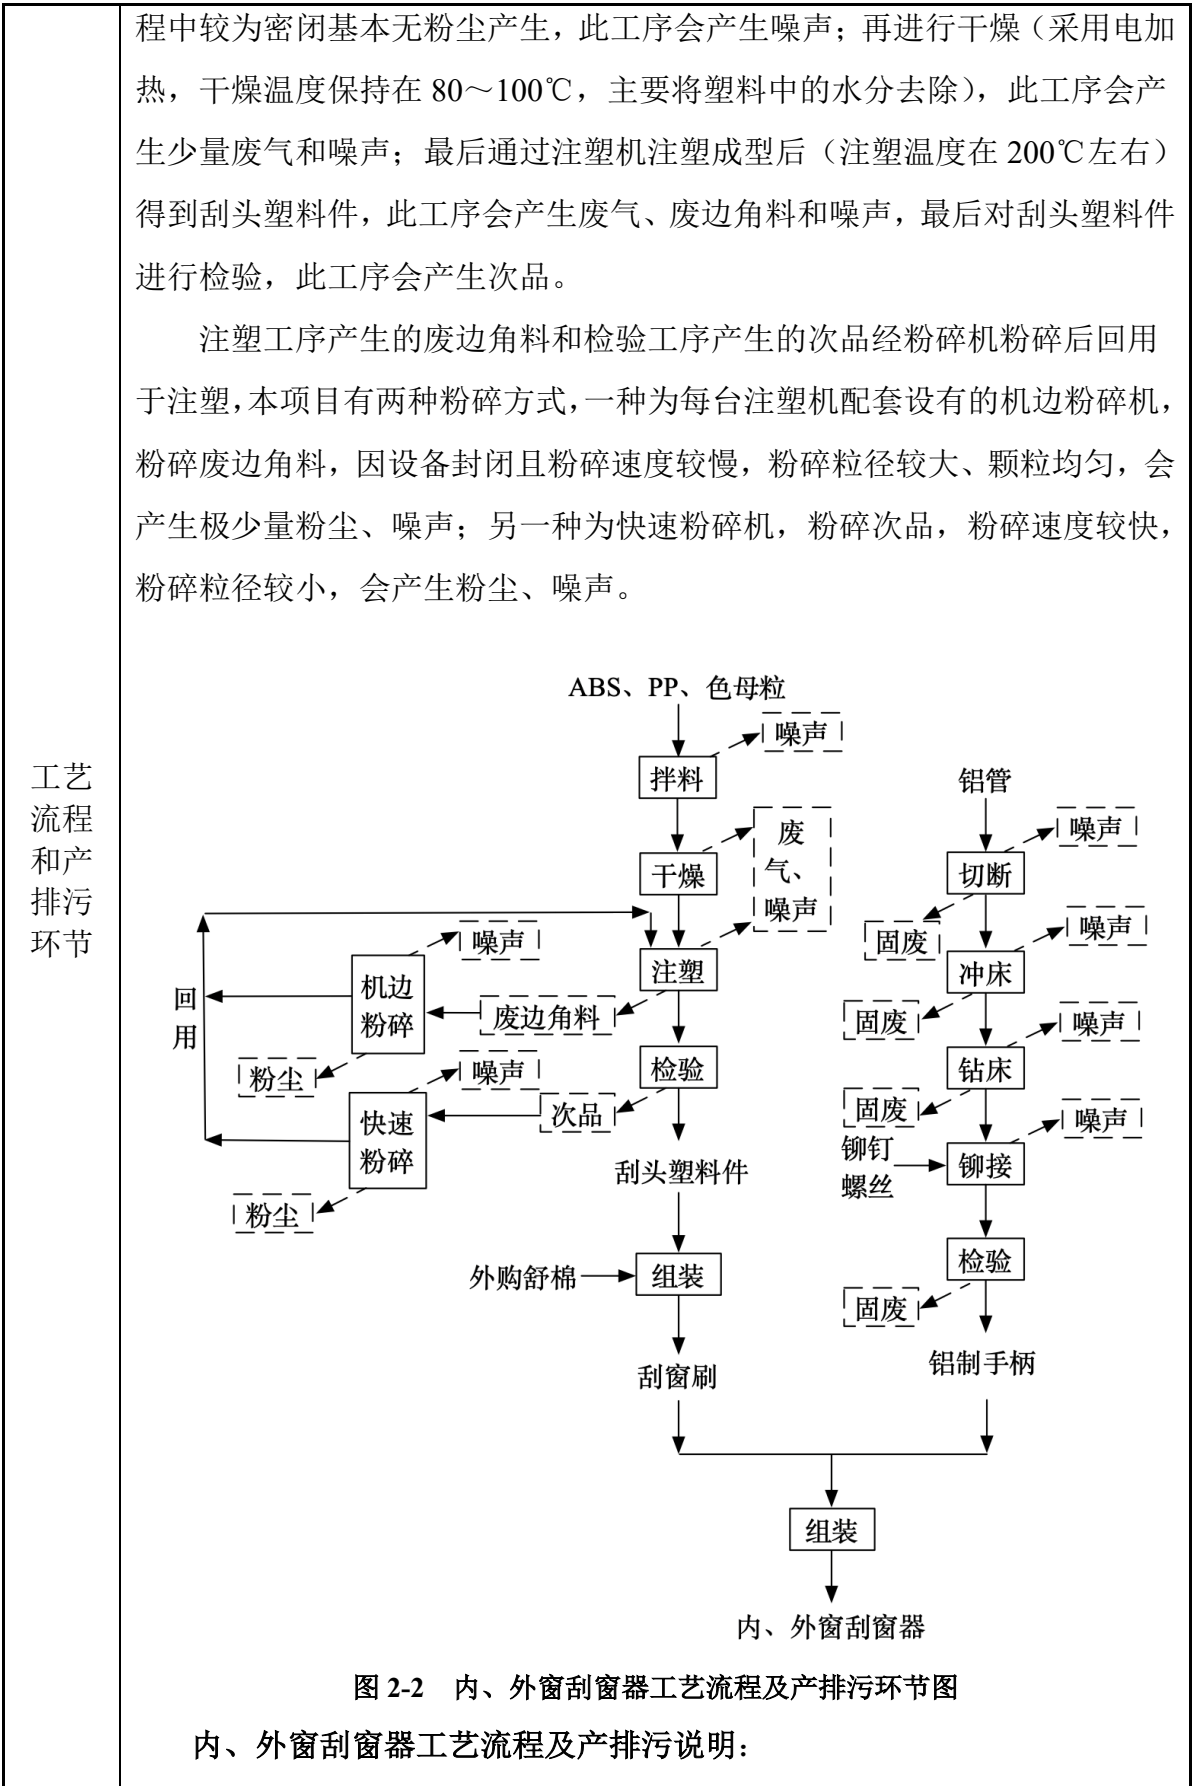 程中较为密闭基本无粉尘产生，此工序会产生噪声；再进行干燥（采用电加
热，干燥温度保持在 80～100℃，主要将塑料中的水分去除），此工序会产
生少量废气和噪声；最后通过注塑机注塑成型后（注塑温度在 200℃左右）
得到刮头塑料件，此工序会产生废气、废边角料和噪声，最后对刮头塑料件
进行检验，此工序会产生次品。
注塑工序产生的废边角料和检验工序产生的次品经粉碎机粉碎后回用
于注塑，本项目有两种粉碎方式，一种为每台注塑机配套设有的机边粉碎机，
粉碎废边角料，因设备封闭且粉碎速度较慢，粉碎粒径较大、颗粒均匀，会
产生极少量粉尘、噪声；另一种为快速粉碎机，粉碎次品，粉碎速度较快，
粉碎粒径较小，会产生粉尘、噪声。
工艺
流程
和产
排污
环节
ABS、PP、色母粒
噪声
拌料
废
气、
噪声
干燥
注塑
噪声
机边
粉碎
废边角料
粉尘
回
用
检验
噪声
次品
快速
粉碎
粉尘
刮头塑料件
外购舒棉
组装
刮窗刷
铝管
噪声
切断
固废
噪声
冲床
固废
噪声
钻床
固废
噪声
铆钉
螺丝
铆接
检验
固废
铝制手柄
组装
内、外窗刮窗器
图 2-2 内、外窗刮窗器工艺流程及产排污环节图
内、外窗刮窗器工艺流程及产排污说明：